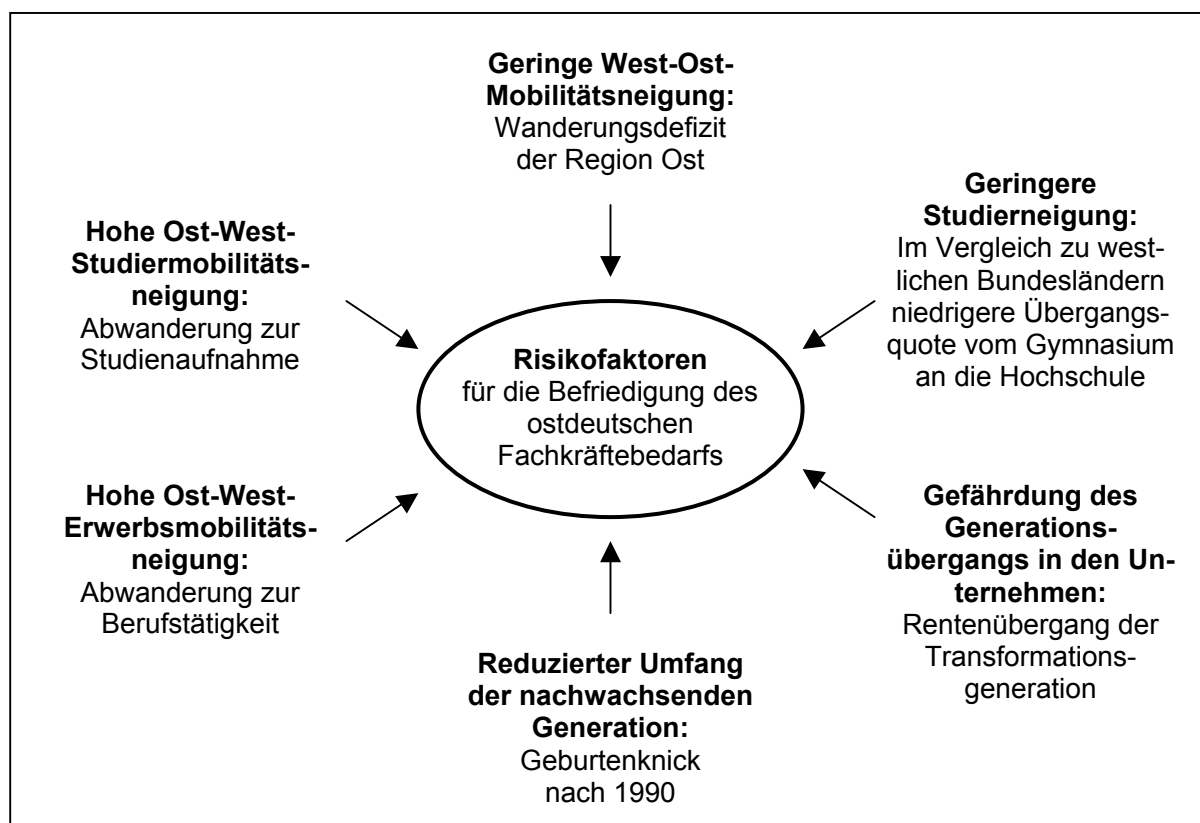 Geringe West-Ost-
Mobilitätsneigung:
Wanderungsdefizit
der Region Ost
Hohe Ost-West-
Studiermobilitäts-
neigung:
Abwanderung zur
Studienaufnahme
Geringere
Studierneigung:
Im Vergleich zu west-
lichen Bundesländern
niedrigere Übergangs-
quote vom Gymnasium
an die Hochschule
Risikofaktoren
für die Befriedigung des
ostdeutschen
Fachkräftebedarfs
Hohe Ost-West-
Erwerbsmobilitäts-
neigung:
Abwanderung zur
Berufstätigkeit
Gefährdung des
Generations-
übergangs in den Un-
ternehmen:
Rentenübergang der
Transformations-
generation
Reduzierter Umfang
der nachwachsenden
Generation:
Geburtenknick
nach 1990